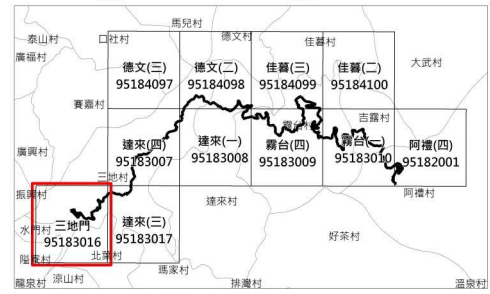 馬兒村
泰山村
口社村
德文村
佳暮村
廣福村
大武村
德文(三)
95184097
德文(二)
95184098
佳暮(三)
95184099
佳暮(二)
95184100
賽嘉村
吉露村
霧台村
廣興村
達來(四)
95183007
達來(一)
95183008
霧台(四)
95183009
霧台(一)
95183010
阿禮(四)
95182001
三地村
振興村
阿禮村
達來村
三地門
95183016
達來(三)
95183017
水門村
好茶村
隘寮村
北葉村
瑪家村
龍泉村
涼山村
排灣村
溫泉村